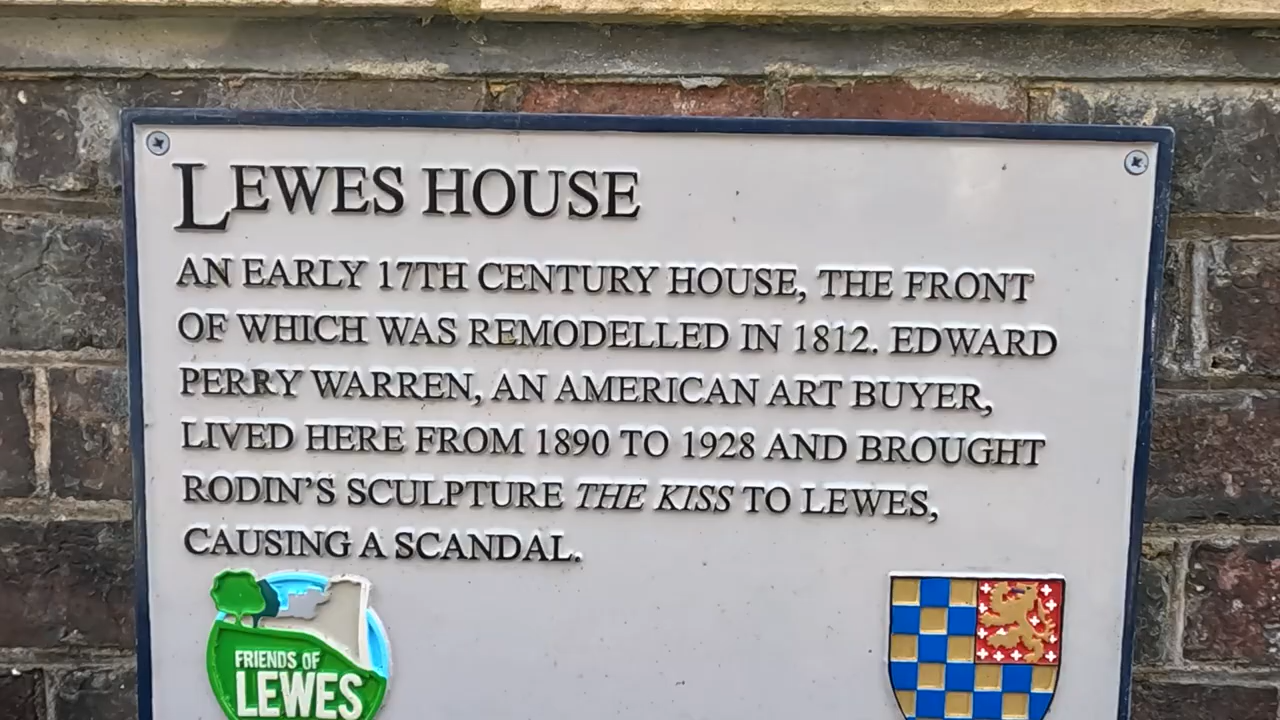 LEWES HOUSE
AN EARLY 17TH CENTURY HOUSE, THE FRONT
OF WHICH WAS REMODELLED IN 1812. EDWARD
PERRY WARREN, AN AMERICAN ART BUYER,
LIVED HERE FROM 1890 TO 1928 AND BROUGHT
RODIN'S SCULPTURE THE KISS TO LEWES,
CAUSING A SCANDAL.
FRIENDS OF
LEWES